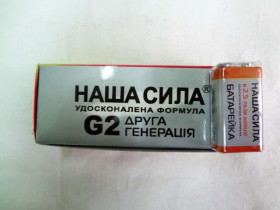 НАША СИЛА®
УДОСКОНАЛЕНА ФОРМУЛА
G2 ДРУГА
ГЕНЕРАЦІЯ
НАША СИЛА
БАТАРЕЙКА